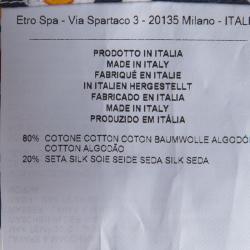 Etro Spa - Via Spartaco 3 - 20135 Milano - ITAL
PRODOTTO IN ITALIA
MADE IN ITALY
FABRIQUÉ EN ITALIE
IN ITALIEN HERGESTELLT
FABRICADO EN ITALIA
MADE IN ITALY
PRODUZIDO EM ITÁLIA
80% COTONE COTTON COTON BAUMWOLLE ALGODÓ
COTTON ALGODÃO
20% SETA SILK SOIE SEIDE SEDA SILK SEDA